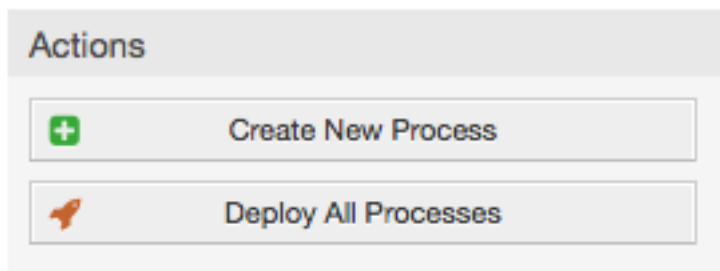 Actions
Create New Process
Deploy All Processes